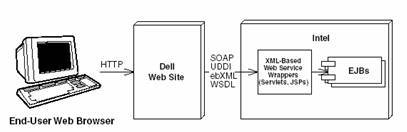 HTTP
Dell
Web Site
SOAP
UDDI
ebXML
WSDL
Intel
XML-Based
Web Service
Wrappers
(Servlets, JSPs)
EJBs
End-User Web Browser